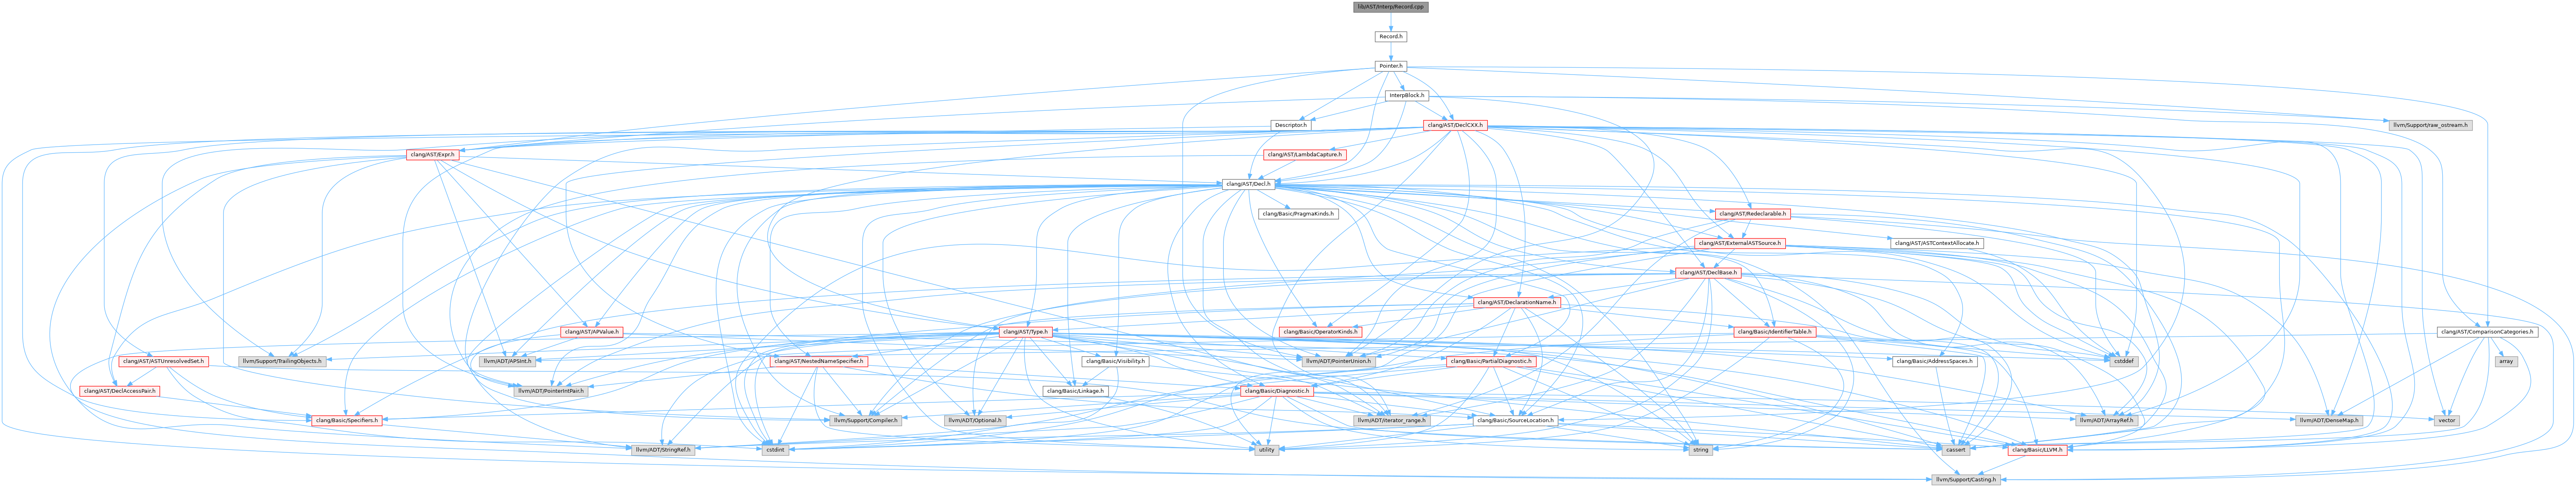 lib/AST/Interp/Record.cpp
Record.h
Pointer.h
InterpBlock.h
Descriptor.h
clang/AST/DeclCXX.h
llvm/Support/raw_ostream.h
clang/AST/Expr.h
clang/AST/LambdaCapture.h
clang/AST/Decl.h
clang/Basic/PragmaKinds.h
clang/AST/Redeclarable.h
clang/AST/ExternalASTSource.h
clang/AST/ASTContextAllocate.h
clang/AST/DeclBase.h
clang/AST/DeclarationName.h
clang/AST/APValue.h
clang/AST/Type.h
clang/Basic/OperatorKinds.h
clang/Basic/IdentifierTable.h
clang/AST/ComparisonCategories.h
clang/AST/ASTUnresolvedSet.h
llvm/Support/TrailingObjects.h
llvm/ADT/APSInt.h
clang/AST/NestedNameSpecifier.h
clang/Basic/Visibility.h
llvm/ADT/PointerUnion.h
clang/Basic/PartialDiagnostic.h
clang/Basic/AddressSpaces.h
cstddef
array
clang/AST/DeclAccessPair.h
llvm/ADT/PointerIntPair.h
clang/Basic/Linkage.h
clang/Basic/Diagnostic.h
clang/Basic/Specifiers.h
llvm/Support/Compiler.h
llvm/ADT/Optional.h
llvm/ADT/iterator_range.h
clang/Basic/SourceLocation.h
llvm/ADT/ArrayRef.h
llvm/ADT/DenseMap.h
vector
llvm/ADT/StringRef.h
cstdint
utility
string
cassert
clang/Basic/LLVM.h
llvm/Support/Casting.h